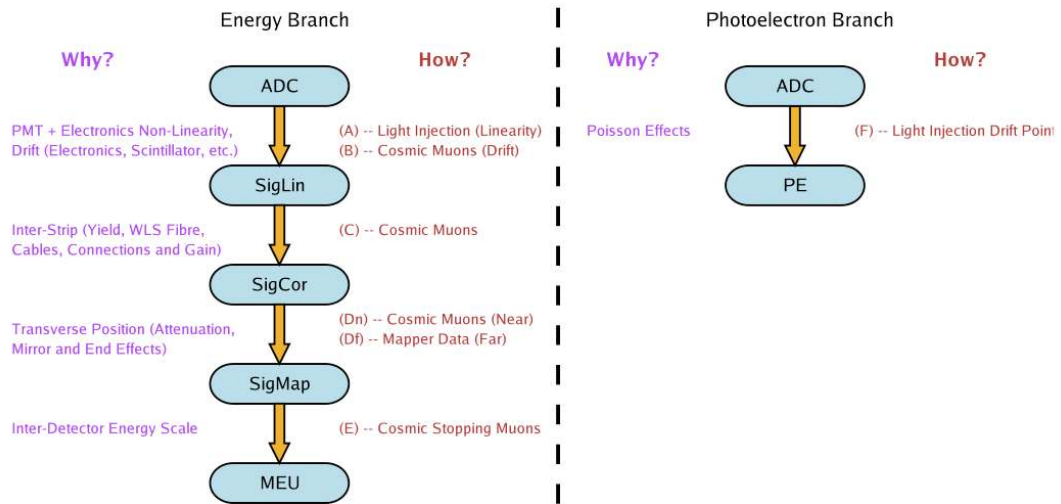 Energy Branch
Why?
How?
ADC
PMT + Electronics Non-Linearity,
Drift (Electronics, Scintillator, etc.)
(A) -- Light Injection (Linearity)
(B) -- Cosmic Muons (Drift)
SigLin
Inter-Strip (Yield, WLS Fibre,
Cables, Connections and Gain)
(C) -- Cosmic Muons
SigCor
Transverse Position (Attenuation,
Mirror and End Effects)
(Dn) -- Cosmic Muons (Near)
(Df) -- Mapper Data (Far)
SigMap
Inter-Detector Energy Scale
(E) -- Cosmic Stopping Muons
MEU
Photoelectron Branch
Why?
How?
ADC
Poisson Effects
(F) -- Light Injection Drift Point
PE